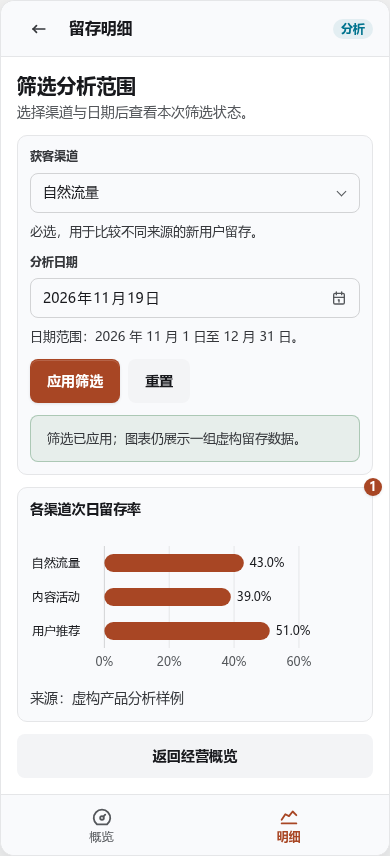 留存明细
分析
筛选分析范围
选择渠道与日期后查看本次筛选状态。
获客渠道
自然流量
必选，用于比较不同来源的新用户留存。
分析日期
2026年11月19日
日期范围：2026 年 11 月 1 日至 12 月 31 日。
应用筛选
重置
筛选已应用；图表仍展示一组虚构留存数据。
1
各渠道次日留存率
自然流量 43.0%
内容活动 39.0%
用户推荐 51.0%
0% 20% 40% 60%
来源：虚构产品分析样例
返回经营概览
概览
明细